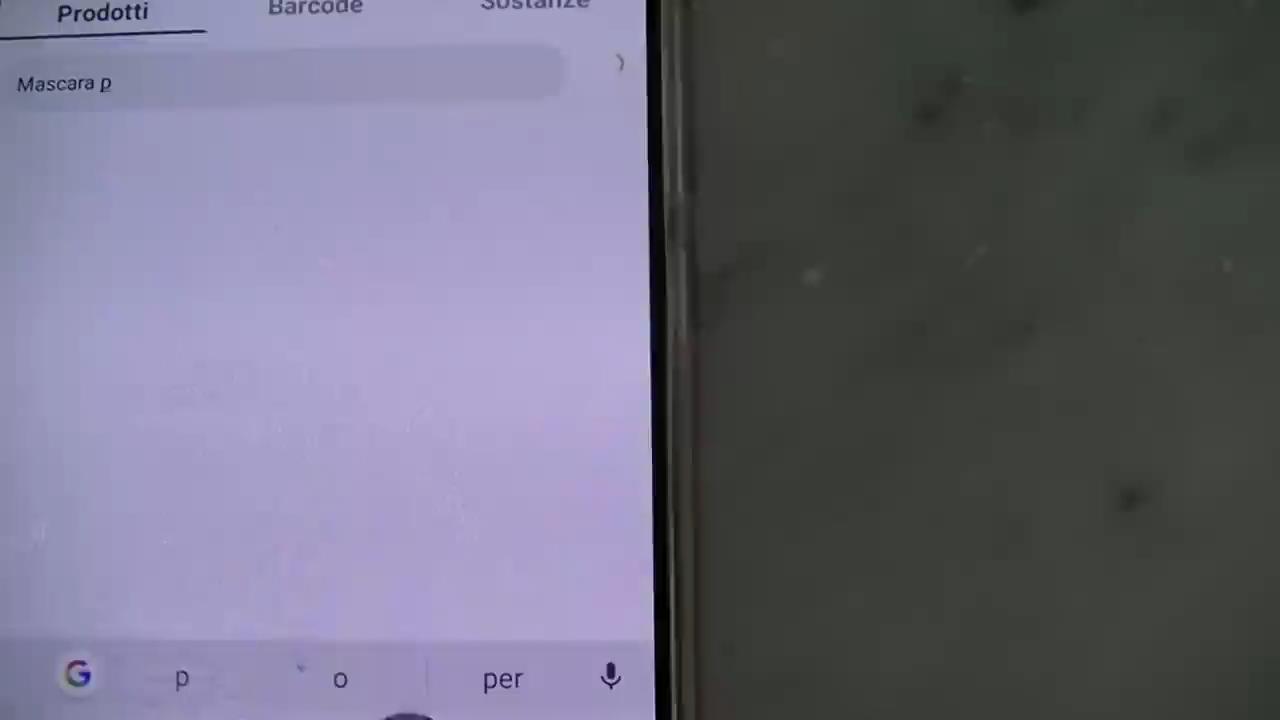 Prodotti
Barcode
Sostanze
Mascara p
G
p
o
per